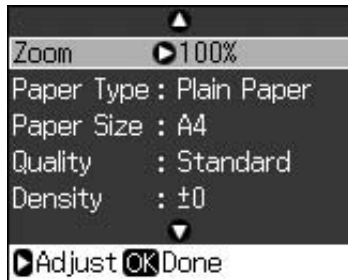 Zoom 100%
Paper Type : Plain Paper
Paper Size : A4
Quality : Standard
Density : ±0
Adjust OK Done